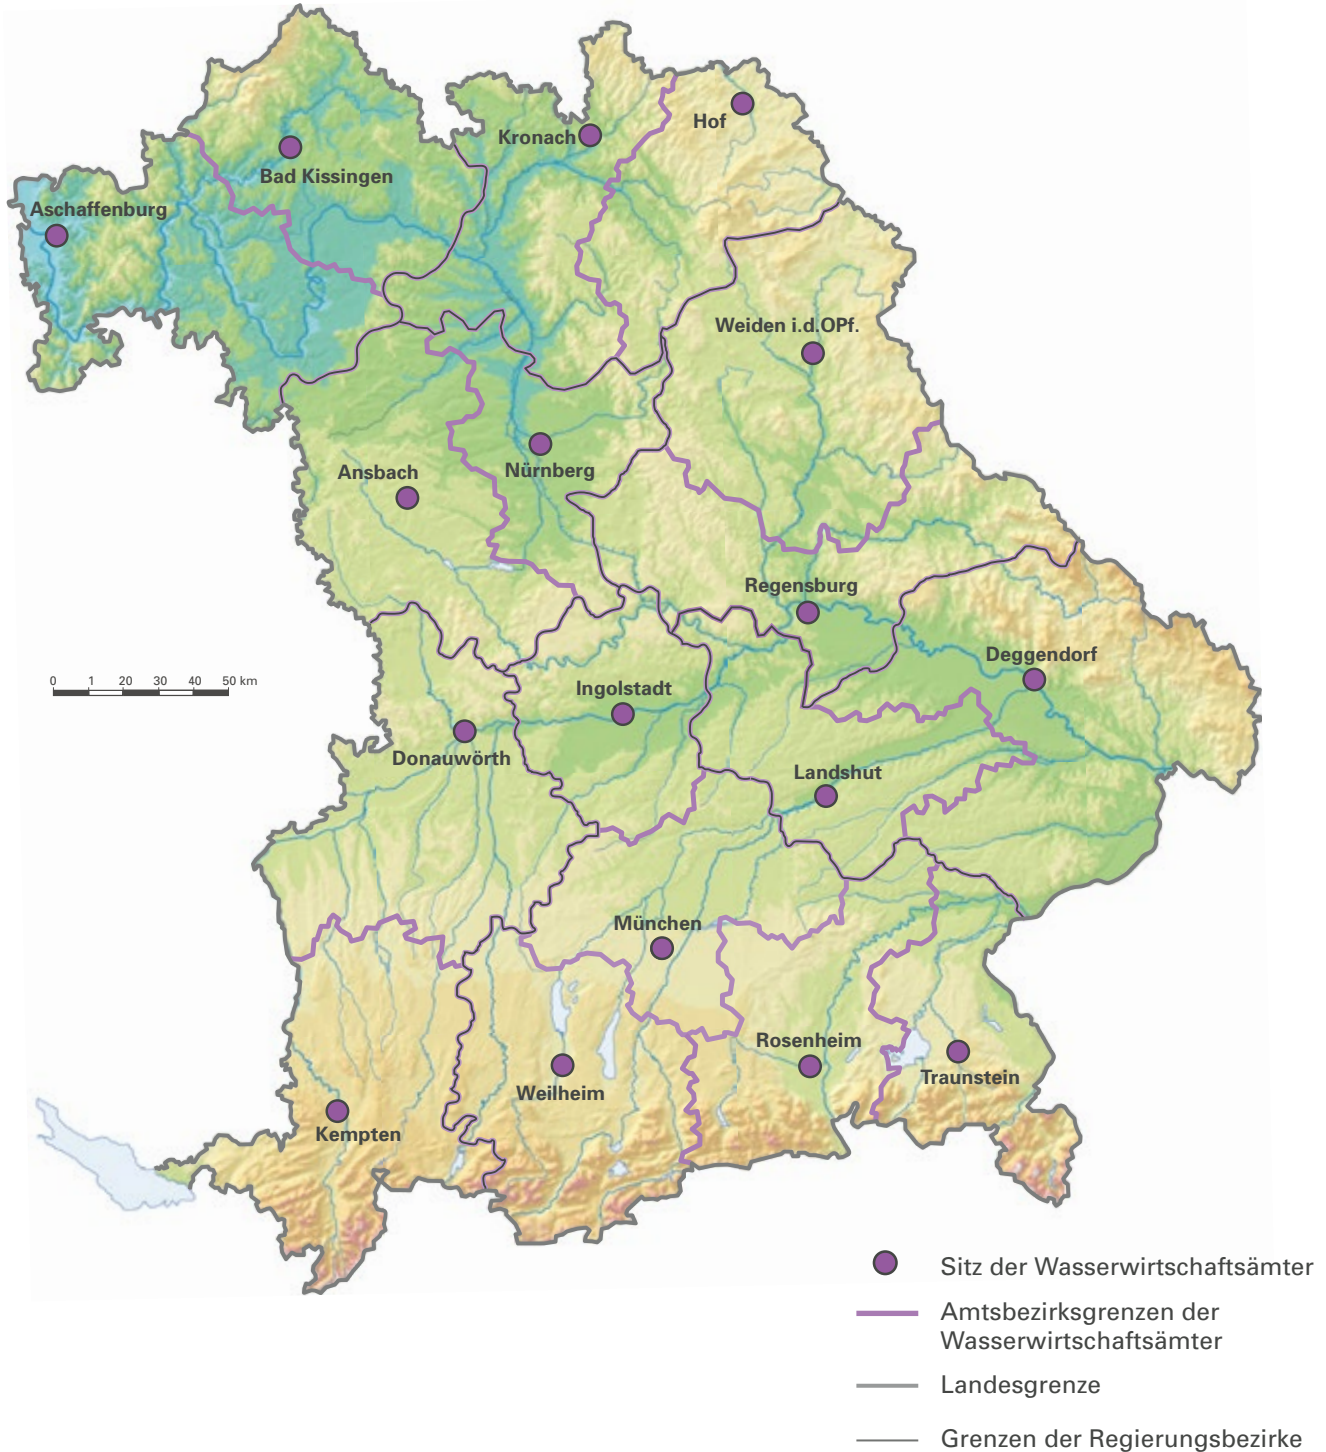 Hof
Kronach
Bad Kissingen
Aschaffenburg
Weiden i.d.OPf.
Ansbach
Nürnberg
Regensburg
Deggendorf
0 1 20 30 40 50 km
Ingolstadt
Donauwörth
Landshut
München
Rosenheim
Traunstein
Weilheim
Kempten
Sitz der Wasserwirtschaftsämter
Amtsbezirksgrenzen der
Wasserwirtschaftsämter
Landesgrenze
Grenzen der Regierungsbezirke